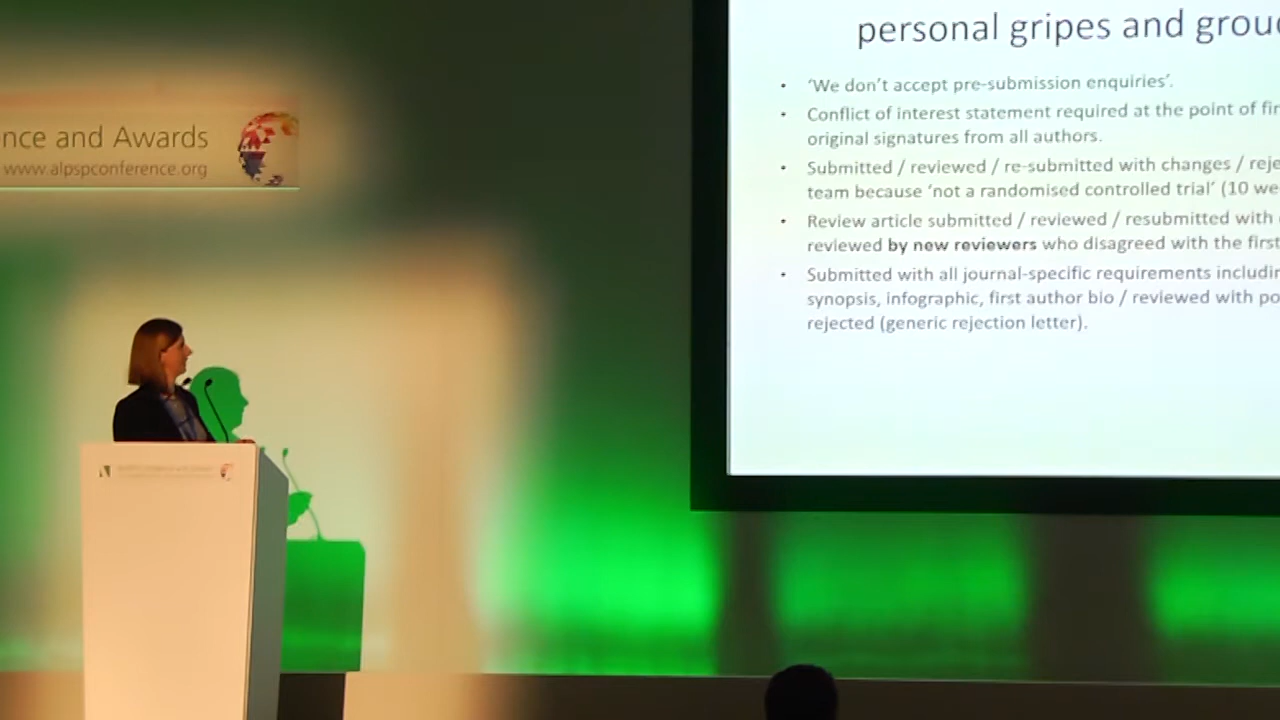 nce and Awards
www.alpspconference.org
personal gripes and grou
• 'We don't accept pre-submission enquiries'.
• Conflict of interest statement required at the point of fir
original signatures from all authors.
• Submitted / reviewed / re-submitted with changes / reje
team because 'not a randomised controlled trial' (10 we
• Review article submitted / reviewed / resubmitted with
reviewed by new reviewers who disagreed with the first
• Submitted with all journal-specific requirements includin
synopsis, infographic, first author bio / reviewed with po
rejected (generic rejection letter).